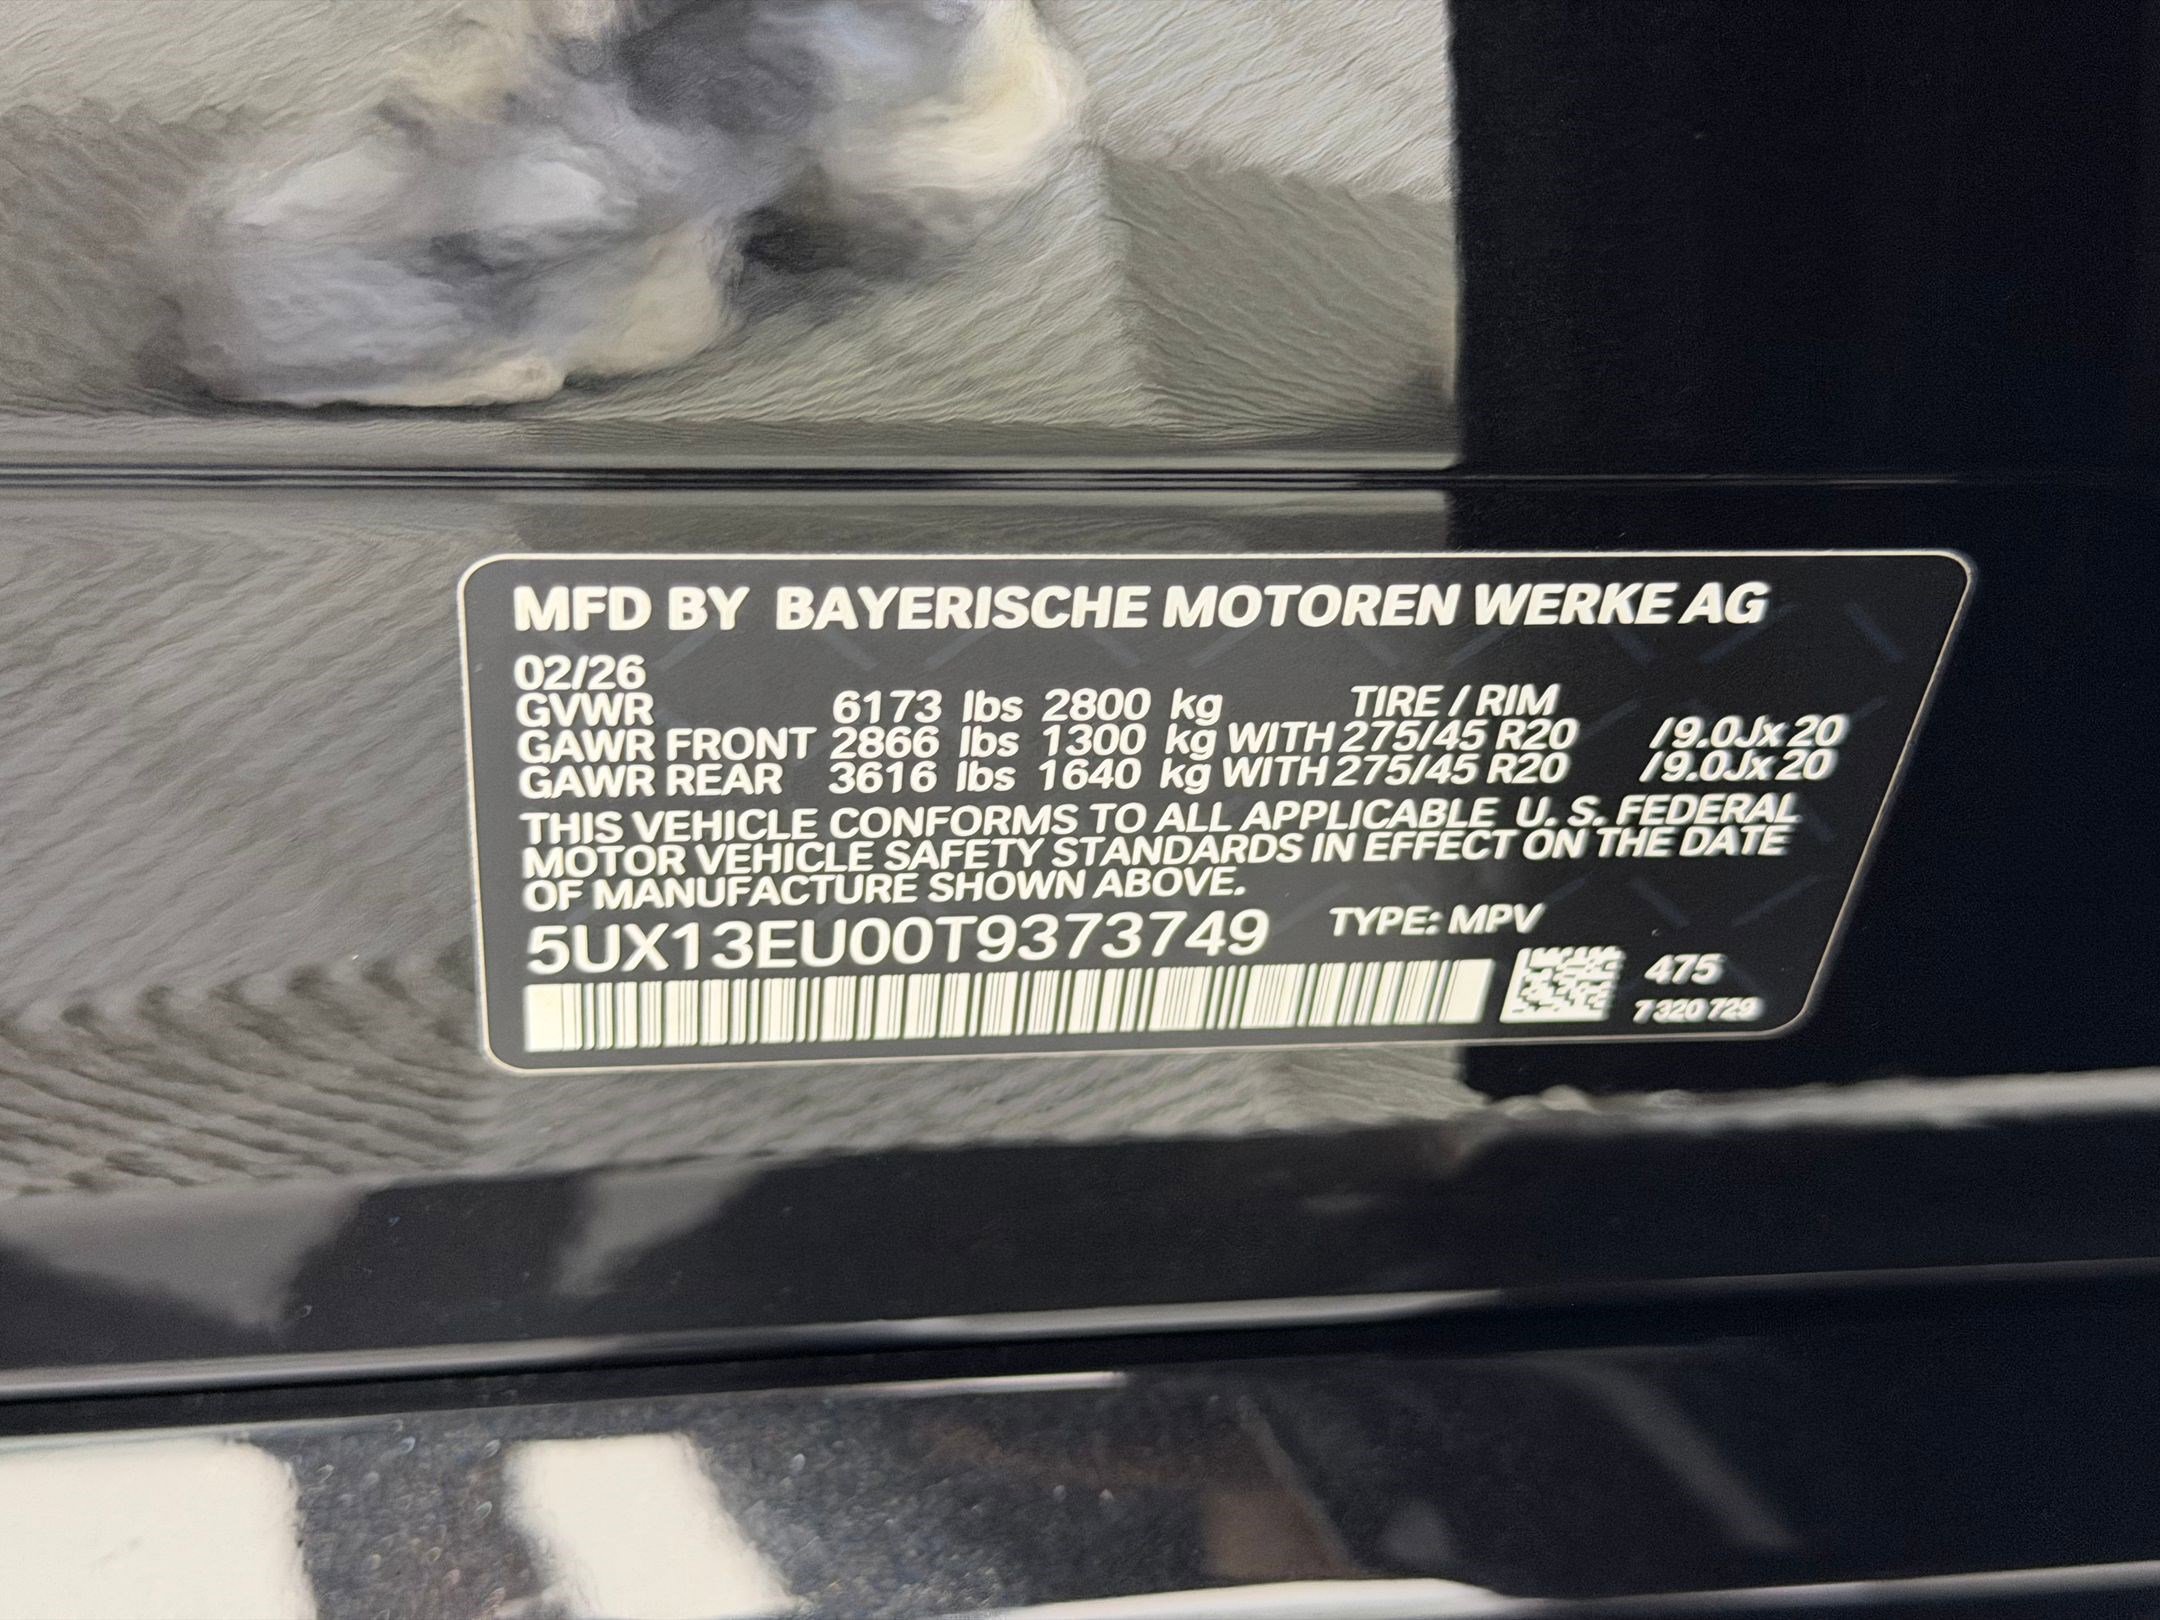 MFD BY BAYERISCHE MOTOREN WERKE AG
02/26
GVWR 6173 lbs 2800 kg TIRE / RIM
GAWR FRONT 2866 lbs 1300 kg WITH 275/45 R20 /9.0Jx20
GAWR REAR 3616 lbs 1640 kg WITH 275/45 R20 /9.0Jx20
THIS VEHICLE CONFORMS TO ALL APPLICABLE U. S. FEDERAL
MOTOR VEHICLE SAFETY STANDARDS IN EFFECT ON THE DATE
OF MANUFACTURE SHOWN ABOVE.
5UX13EU00T9373749 TYPE: MPV
475
7 320 729